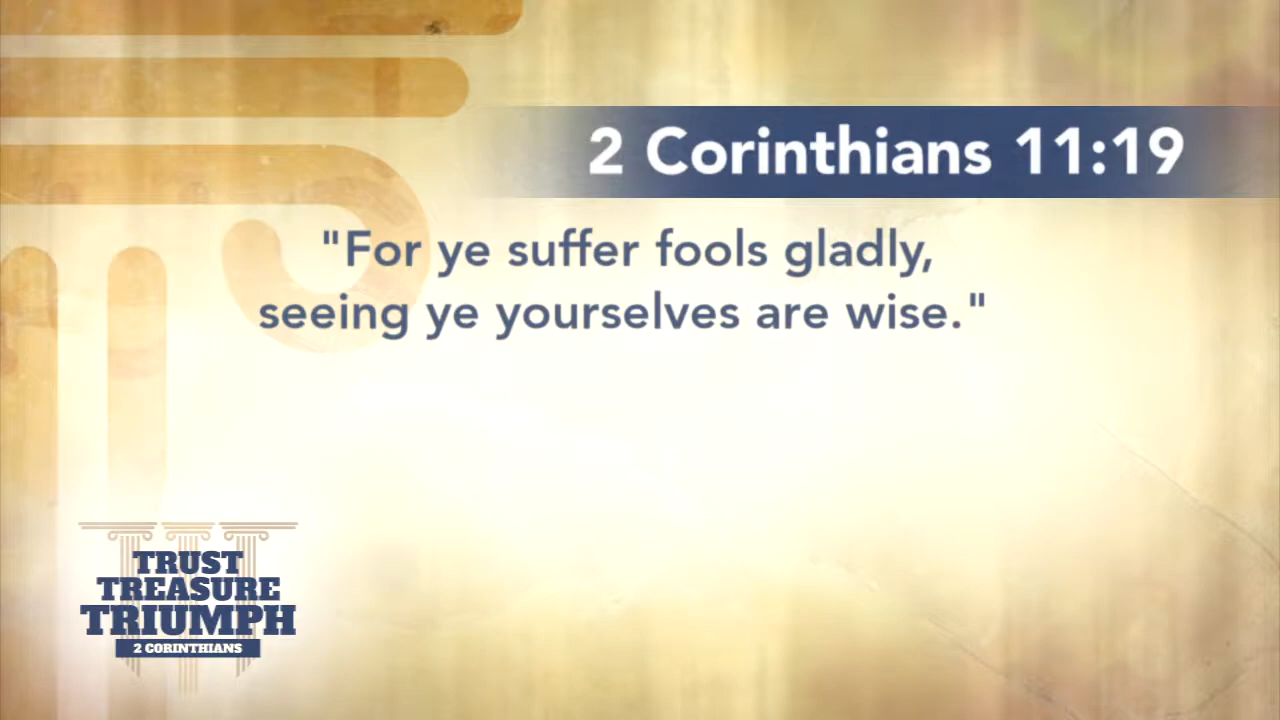 2 Corinthians 11:19
"For ye suffer fools gladly,
seeing ye yourselves are wise."
TRUST
TREASURE
TRIUMPH
2 CORINTHIANS